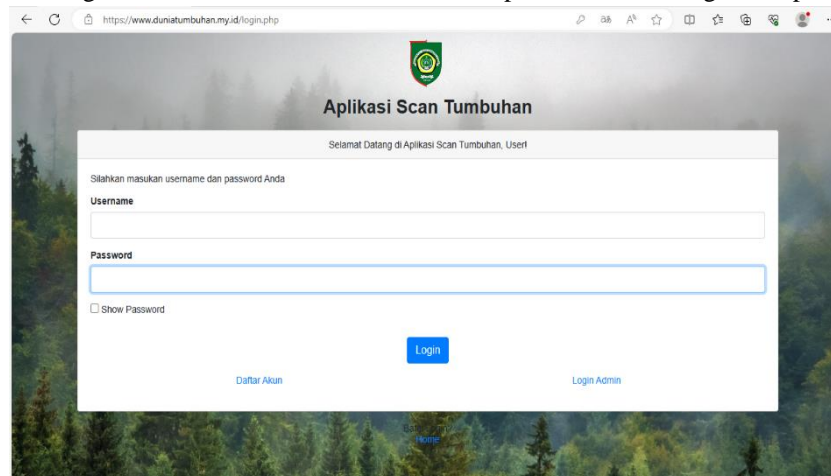 https://www.duniatumbuhan.my.id/login.php
Aplikasi Scan Tumbuhan
Selamat Datang di Aplikasi Scan Tumbuhan, User!
Silahkan masukan username dan password Anda
Username
Password
Show Password
Login
Daftar Akun
Login Admin
Home